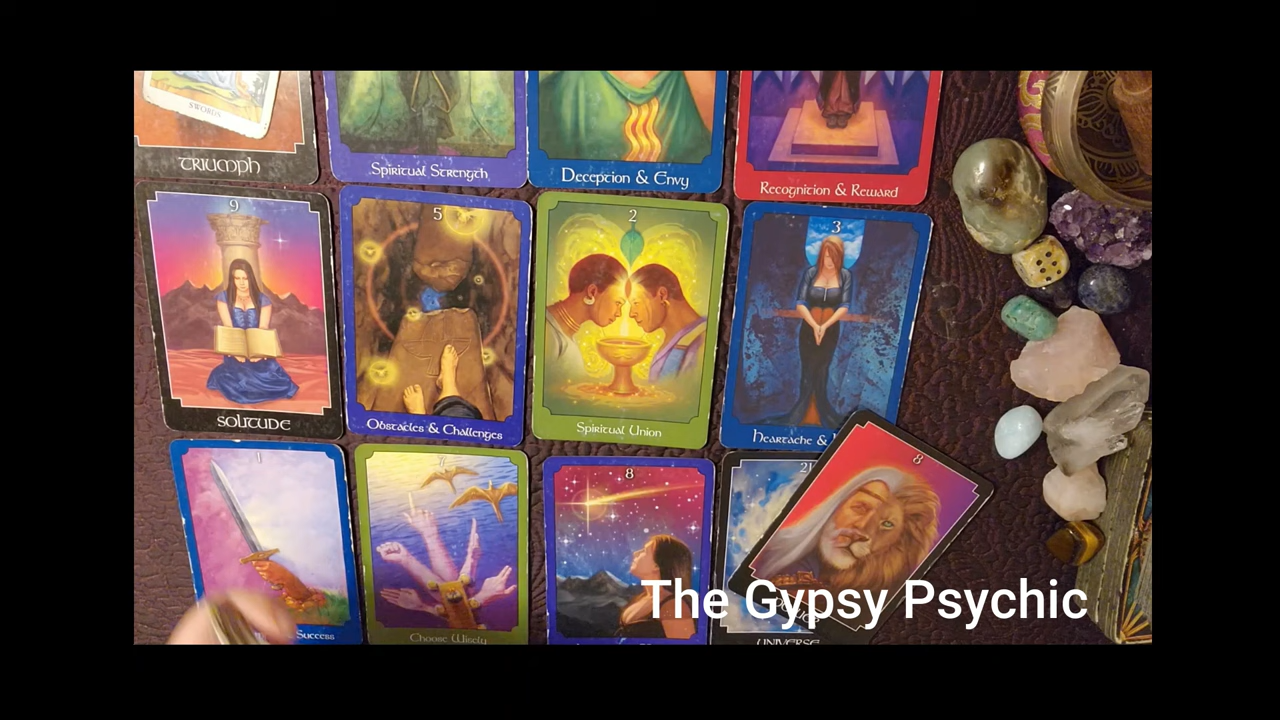 SWORDS
TRIUMPH
Spiritual Strength
Deception & Envy
Recognition & Reward
9
5
2
3
SOLITUDE
Obstacles & Challenges
Spiritual Union
Heartache &
1
7
8
21
8
Success
Choose Wisely
UNIVERSE
The Gypsy Psychic